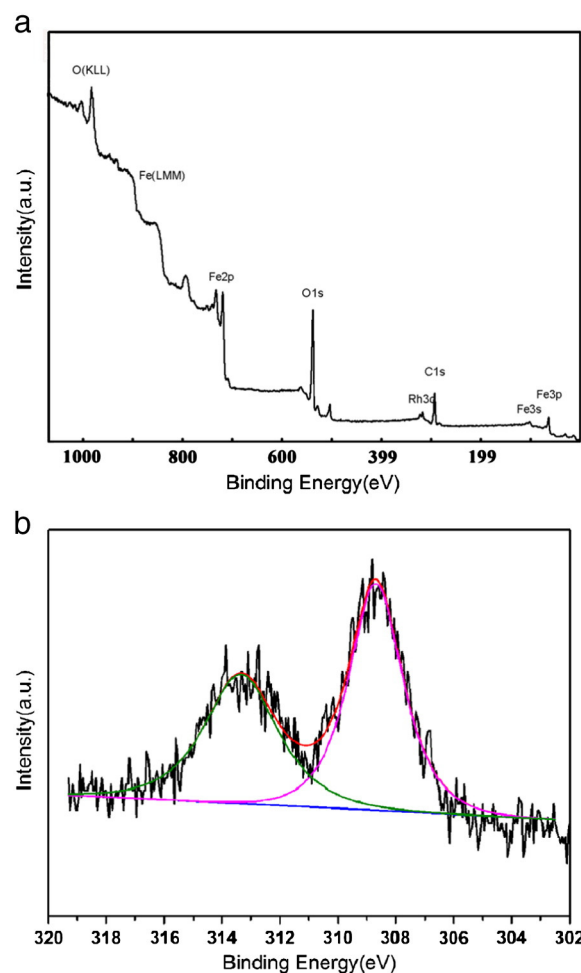 a
O(KLL)
Fe(LMM)
Fe2p
O1s
C1s
Rh3d
Fe3s
Fe3p
Intensity(a.u.)
1000 800 600 399 199
Binding Energy(eV)
b
Intensity(a.u.)
320 318 316 314 312 310 308 306 304 302
Binding Energy(eV)